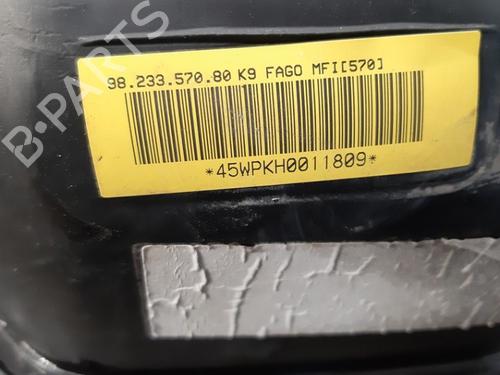 98.233.570.80 K9 FAGO MFI[570]
*45WPKH0011809*
B-PARTS